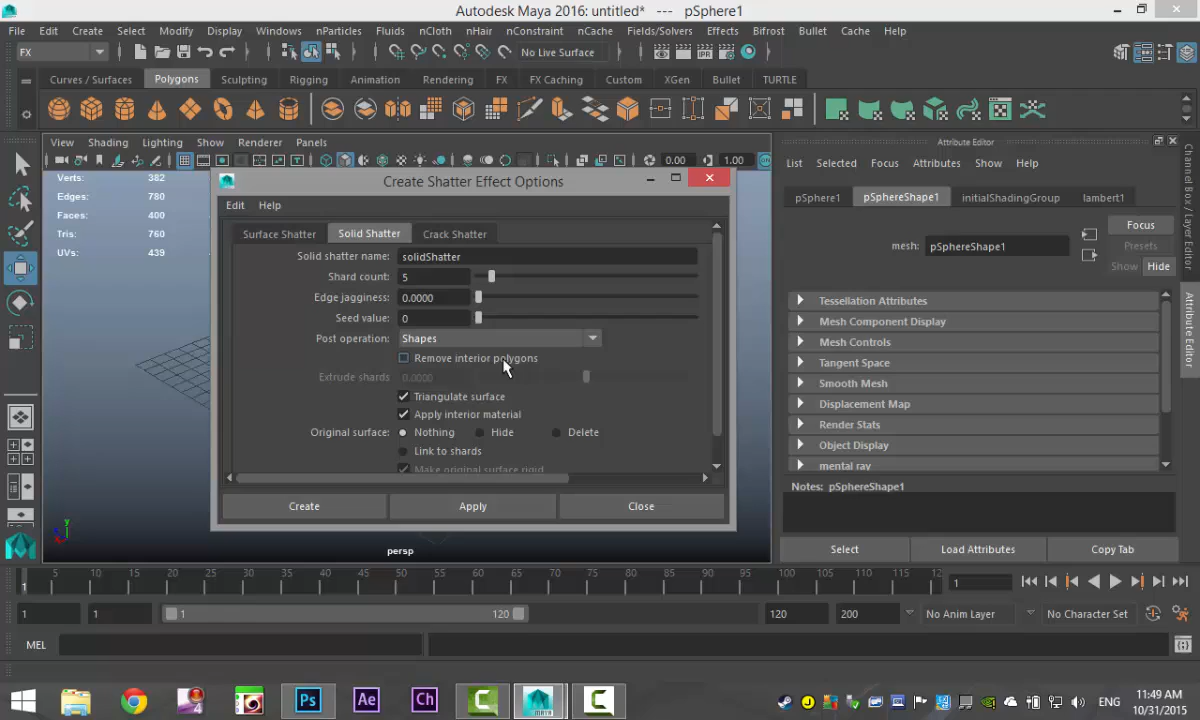 Autodesk Maya 2016: untitled* --- pSphere1
File Edit Create Select Modify Display Windows nParticles Fluids nCloth nHair nConstraint nCache Fields/Solvers Effects Bifrost Bullet Cache Help
FX No Live Surface
Curves / Surfaces Polygons Sculpting Rigging Animation Rendering FX FX Caching Custom XGen Bullet TURTLE
View Shading Lighting Show Renderer Panels
0.00 1.00
Verts: 382
Edges: 780
Faces: 400
Tris: 760
UVs: 439
Create Shatter Effect Options
Edit Help
Surface Shatter Solid Shatter Crack Shatter
Solid shatter name: solidShatter
Shard count: 5
Edge jagginess: 0.0000
Seed value: 0
Post operation: Shapes
Remove interior polygons
Extrude shards 0.0000
Triangulate surface
Apply interior material
Original surface: Nothing Hide Delete
Link to shards
Make original surface rigid
Create Apply Close
y
persp
Attribute Editor
List Selected Focus Attributes Show Help
pSphere1 pSphereShape1 initialShadingGroup lambert1
mesh: pSphereShape1
Focus
Presets
Show Hide
Tessellation Attributes
Mesh Component Display
Mesh Controls
Tangent Space
Smooth Mesh
Displacement Map
Render Stats
Object Display
mental ray
Notes: pSphereShape1
Select Load Attributes Copy Tab
Channel Box / Layer Editor
Attribute Editor
1 5 10 15 20 25 30 35 40 45 50 55 60 65 70 75 80 85 90 95 100 105 110 115 12 1
1 1 1 120 120 200 No Anim Layer No Character Set
MEL
Ps Ae Ch MAYA
ENG 11:49 AM
10/31/2015